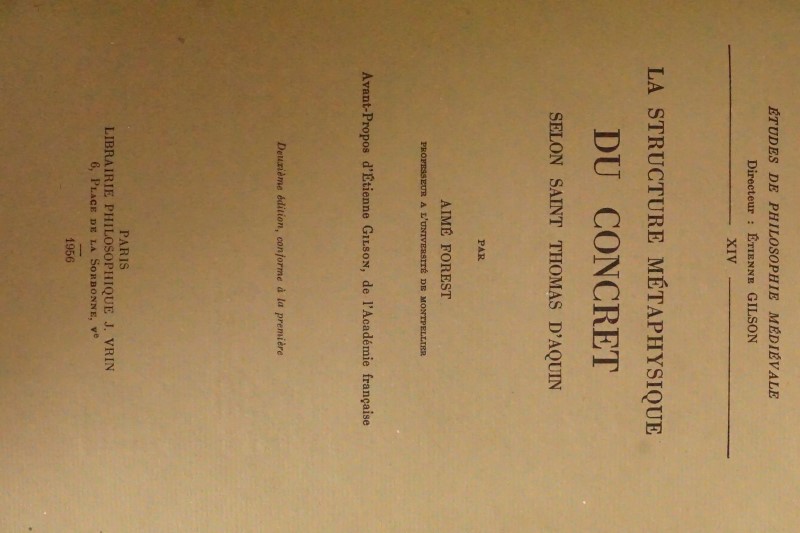 ÉTUDES DE PHILOSOPHIE MÉDIÉVALE
Directeur : ÉTIENNE GILSON
XIV
LA STRUCTURE MÉTAPHYSIQUE
DU CONCRET
SELON SAINT THOMAS D'AQUIN
PAR
AIMÉ FOREST
PROFESSEUR A L'UNIVERSITÉ DE MONTPELLIER
Avant-Propos d'Étienne GILSON, de l'Académie française
Deuxième édition, conforme à la première
PARIS
LIBRAIRIE PHILOSOPHIQUE J. VRIN
6, PLACE DE LA SORBONNE, Ve
1956